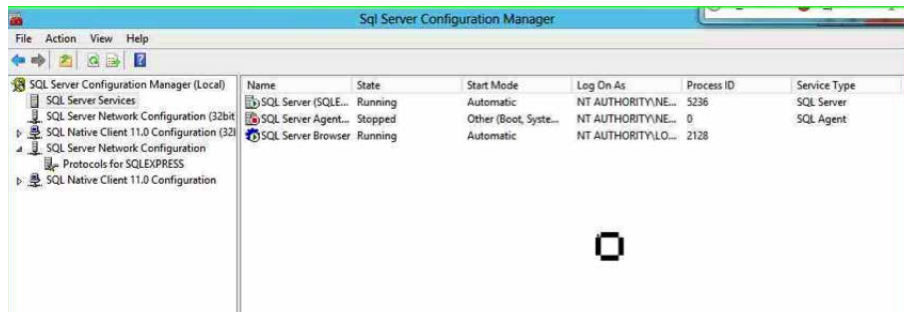 Sql Server Configuration Manager
File Action View Help
SQL Server Configuration Manager (Local)
SQL Server Services
SQL Server Network Configuration (32bit
SQL Native Client 11.0 Configuration (32l
SQL Server Network Configuration
Protocols for SQLEXPRESS
SQL Native Client 11.0 Configuration
Name State Start Mode Log On As Process ID Service Type
SQL Server (SQLE... Running Automatic NT AUTHORITY\NE... 5236 SQL Server
SQL Server Agent... Stopped Other (Boot, Syste... NT AUTHORITY\NE... 0 SQL Agent
SQL Server Browser Running Automatic NT AUTHORITY\LO... 2128